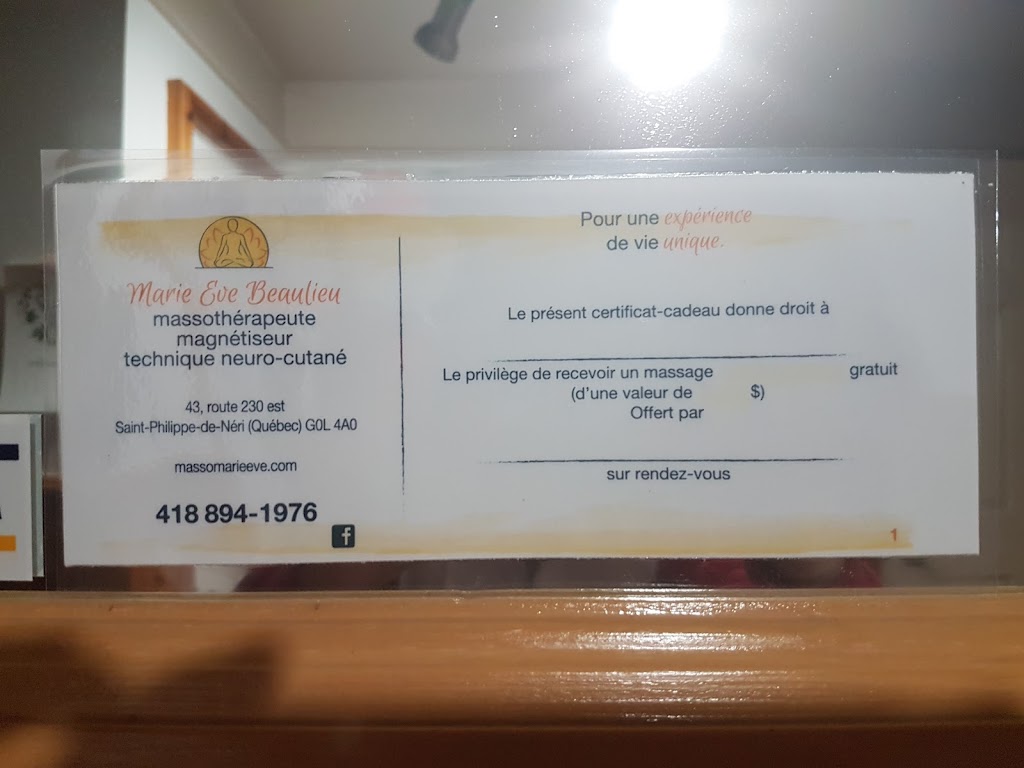 Marie Eve Beaulieu
massothérapeute
magnétiseur
technique neuro-cutané
43, route 230 est
Saint-Philippe-de-Néri (Québec) G0L 4A0
massomarieeve.com
418 894-1976
f
Pour une expérience
de vie unique.
Le présent certificat-cadeau donne droit à
Le privilège de recevoir un massage gratuit
(d'une valeur de $)
Offert par
sur rendez-vous
1